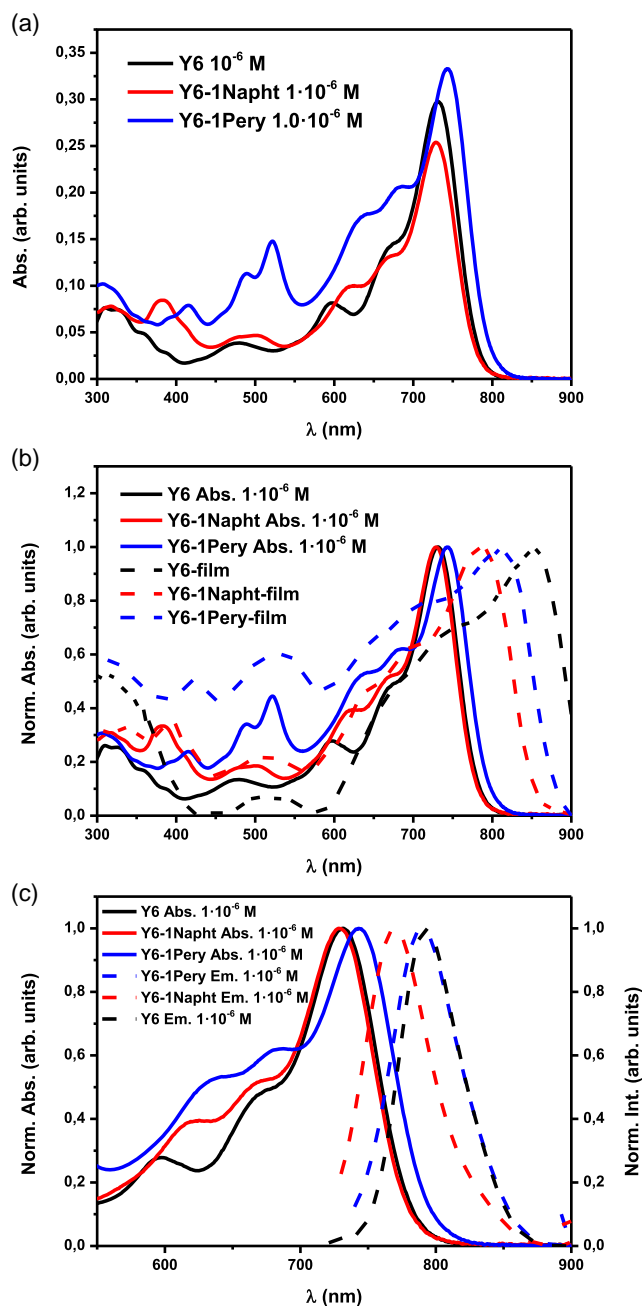 (a)
0,35
0,30
0,25
0,20
0,15
0,10
0,05
0,00
Abs. (arb. units)
Y6 10⁻⁶ M
Y6-1Napht 1·10⁻⁶ M
Y6-1Pery 1.0·10⁻⁶ M
300 400 500 600 700 800 900
λ (nm)
(b)
1,2
1,0
0,8
0,6
0,4
0,2
0,0
Norm. Abs. (arb. units)
Y6 Abs. 1·10⁻⁶ M
Y6-1Napht Abs. 1·10⁻⁶ M
Y6-1Pery Abs. 1·10⁻⁶ M
Y6-film
Y6-1Napht-film
Y6-1Pery-film
300 400 500 600 700 800 900
λ (nm)
(c)
1,0
0,8
0,6
0,4
0,2
0,0
Norm. Abs. (arb. units)
Y6 Abs. 1·10⁻⁶ M
Y6-1Napht Abs. 1·10⁻⁶ M
Y6-1Pery Abs. 1·10⁻⁶ M
Y6-1Pery Em. 1·10⁻⁶ M
Y6-1Napht Em. 1·10⁻⁶ M
Y6 Em. 1·10⁻⁶ M
1,0
0,8
0,6
0,4
0,2
0,0
Norm. Int. (arb. units)
600 700 800 900
λ (nm)